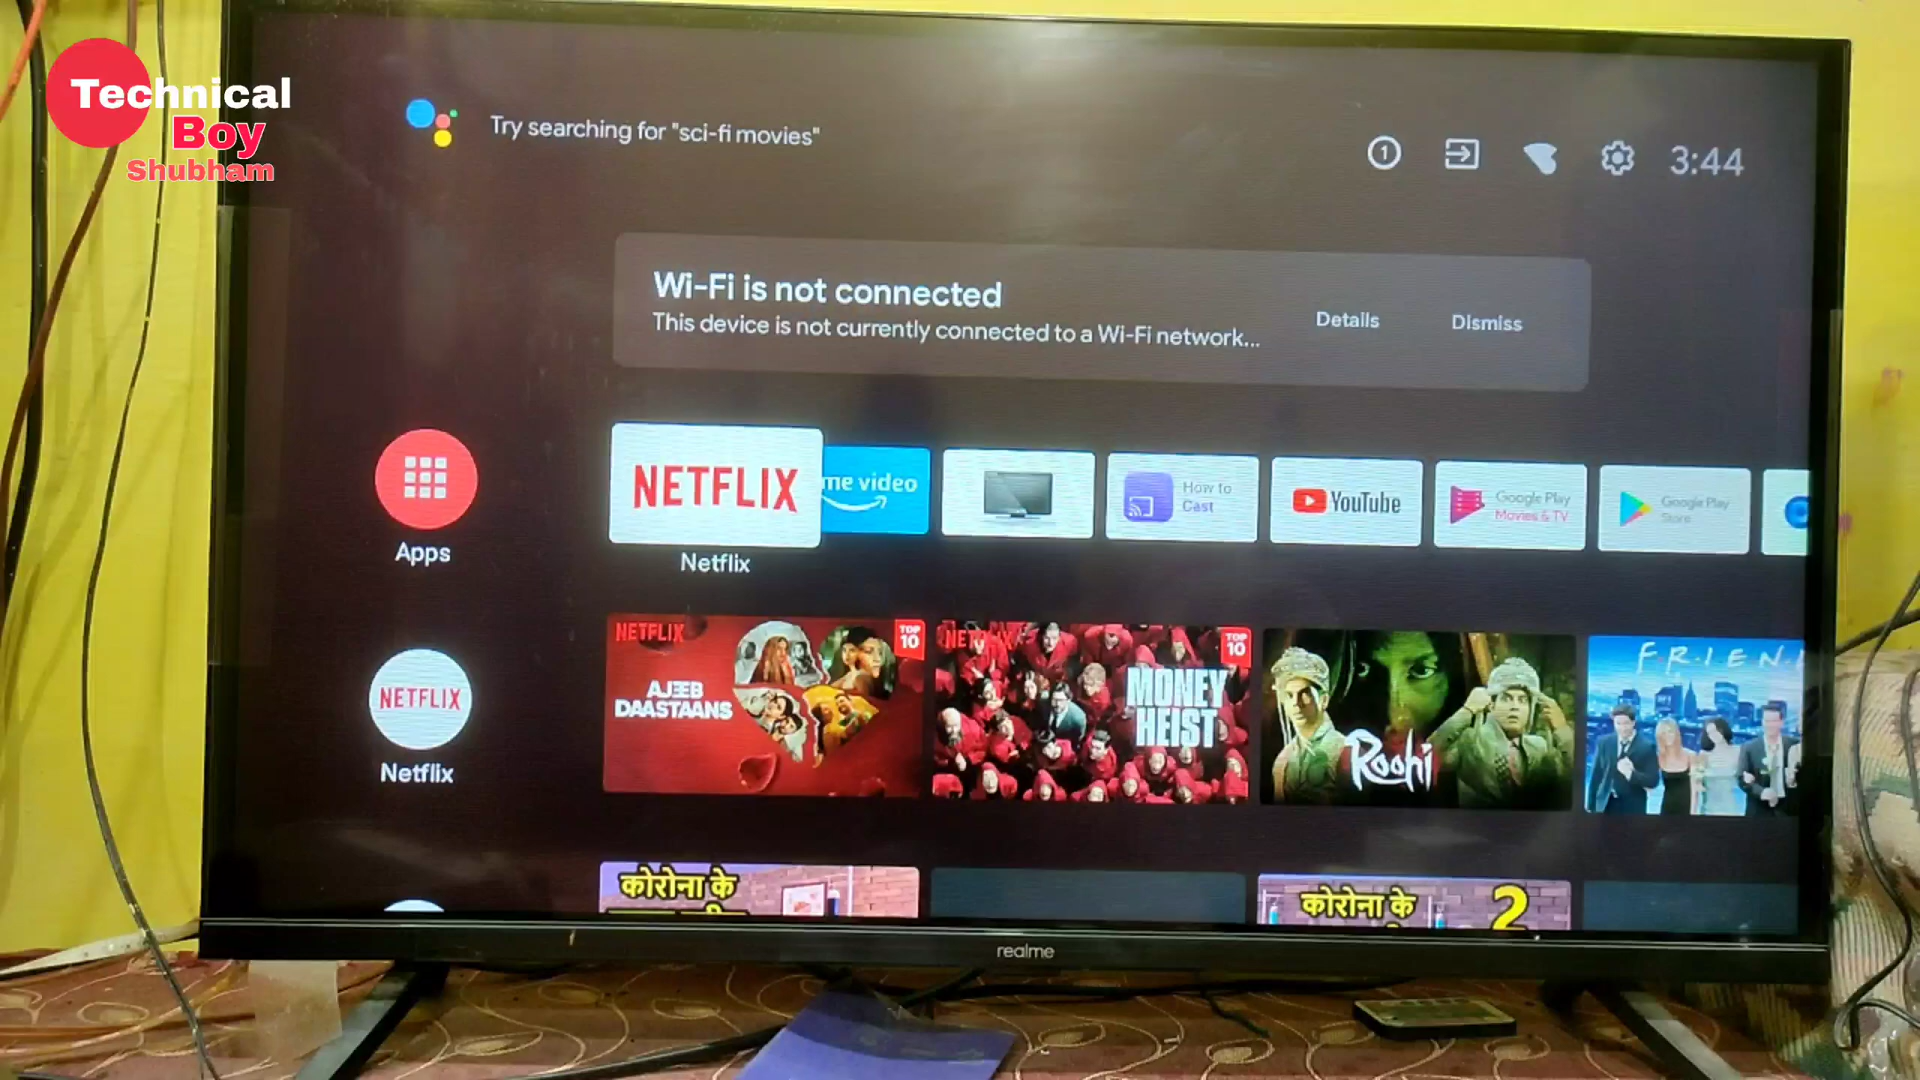 Technical
Boy
Shubham
Try searching for "sci-fi movies"
1
3:44
Wi-Fi is not connected
This device is not currently connected to a Wi-Fi network...
Details
Dismiss
NETFLIX
me video
How to
Cast
YouTube
Google Play
Movies & TV
Google Play
Store
Apps
Netflix
NETFLIX
TOP
10
AJEEB
DAASTAANS
NETFLIX
TOP
10
MONEY
HEIST
Roohi
F.R.I.E.N.
NETFLIX
Netflix
कोरोना के
कोरोना के
2
realme